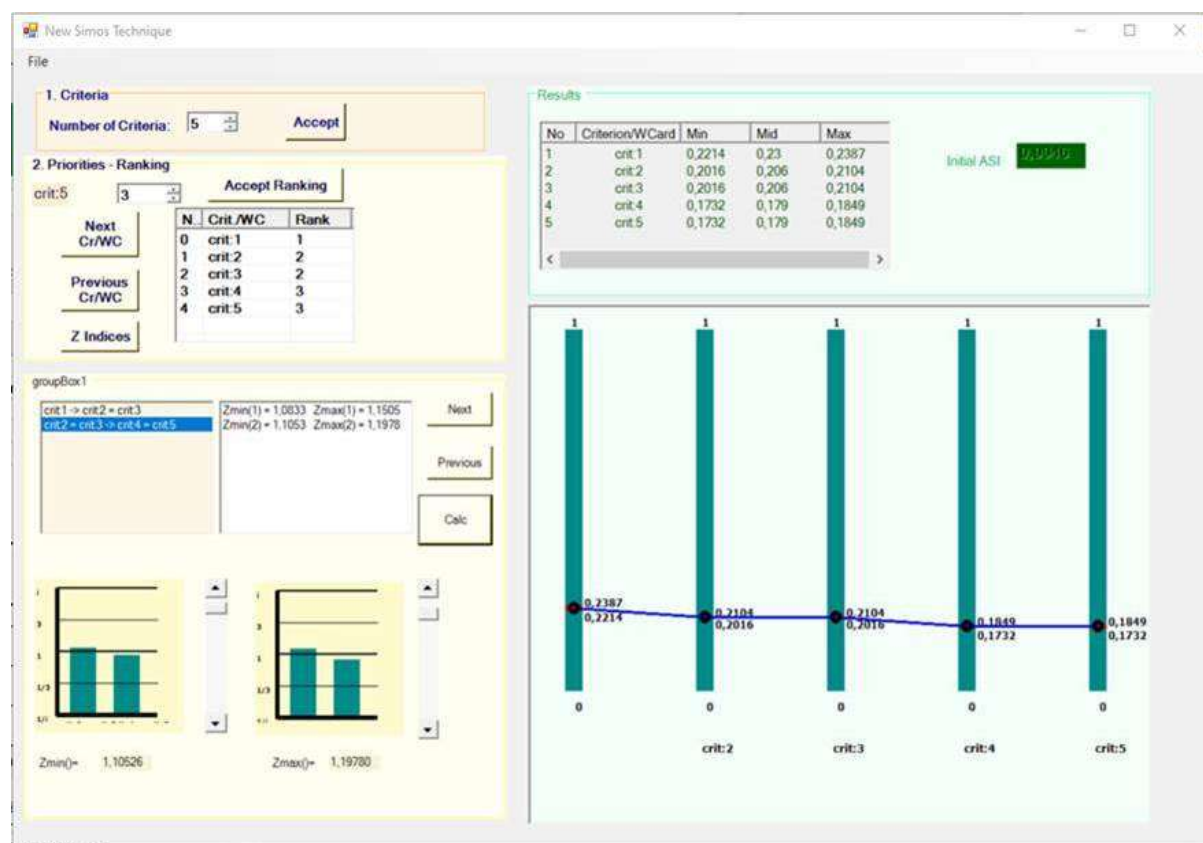 New Simos Technique
File
1. Criteria
Number of Criteria: 5 Accept
2. Priorities - Ranking
crit:5 3 Accept Ranking
Next Cr/WC
Previous Cr/WC
Z Indices
N.. Crit./WC Rank
0 crit:1 1
1 crit:2 2
2 crit:3 2
3 crit:4 3
4 crit:5 3
groupBox1
crit:1 -> crit:2 = crit:3
crit:2 = crit:3 -> crit:4 = crit:5
Zmin(1) = 1,0833 Zmax(1) = 1,1505
Zmin(2) = 1,1053 Zmax(2) = 1,1978
Next
Previous
Calc
1
1/3
1
1/3
Zmin()= 1,10526
Zmax()= 1,19780
Results
No Criterion/WCard Min Mid Max
1 crit:1 0,2214 0,23 0,2387
2 crit:2 0,2016 0,206 0,2104
3 crit:3 0,2016 0,206 0,2104
4 crit:4 0,1732 0,179 0,1849
5 crit:5 0,1732 0,179 0,1849
Initial ASI
1 1 1 1 1
0,2387 0,2104 0,2104 0,1849 0,1849
0,2214 0,2016 0,2016 0,1732 0,1732
0 0 0 0 0
crit:2 crit:3 crit:4 crit:5